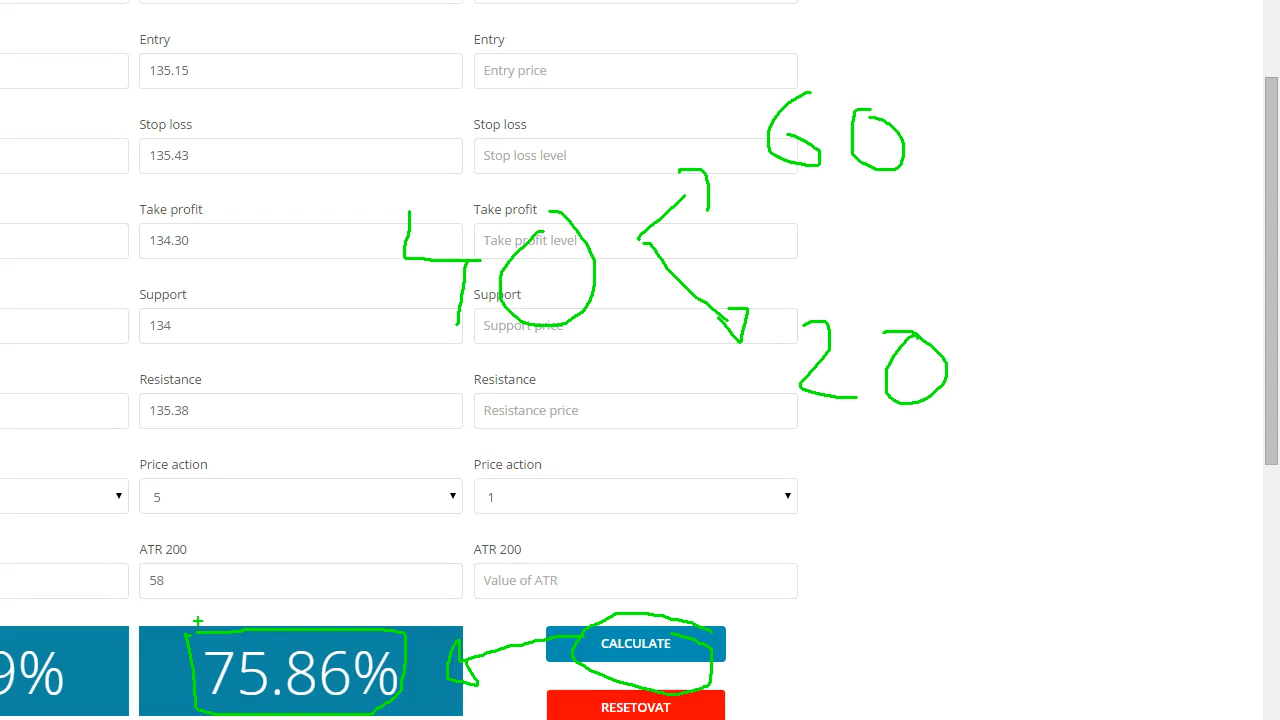 Entry Entry
135.15 Entry price
60
Stop loss Stop loss
135.43 Stop loss level
Take profit Take profit
134.30 Take profit level
40
Support Support
134 Support price
20
Resistance Resistance
135.38 Resistance price
Price action Price action
5 1
ATR 200 ATR 200
58 Value of ATR
9% 75.86% CALCULATE
RESETOVAT